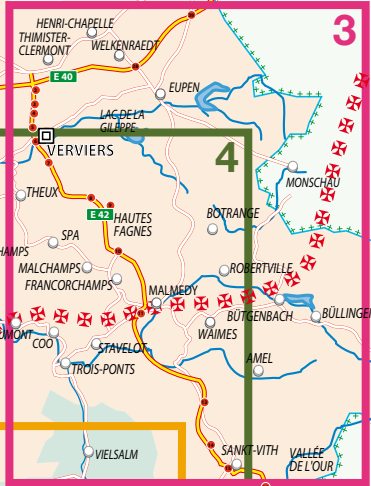 HENRI-CHAPELLE
3
THIMISTER-
CLERMONT
WELKENRAEDT
E 40
EUPEN
LAC DE LA
GILEPPE
VERVIERS
4
MONSCHAU
THEUX
E 42
HAUTES
FAGNES
BOTRANGE
SPA
HAMPS
MALCHAMPS
ROBERTVILLE
FRANCORCHAMPS
MALMEDY
BÜTGENBACH
BÜLLINGEN
UMONT
COO
WAIMES
STAVELOT
AMEL
TROIS-PONTS
VIELSALM
SANKT-VITH
VALLÉE
DE L'OUR